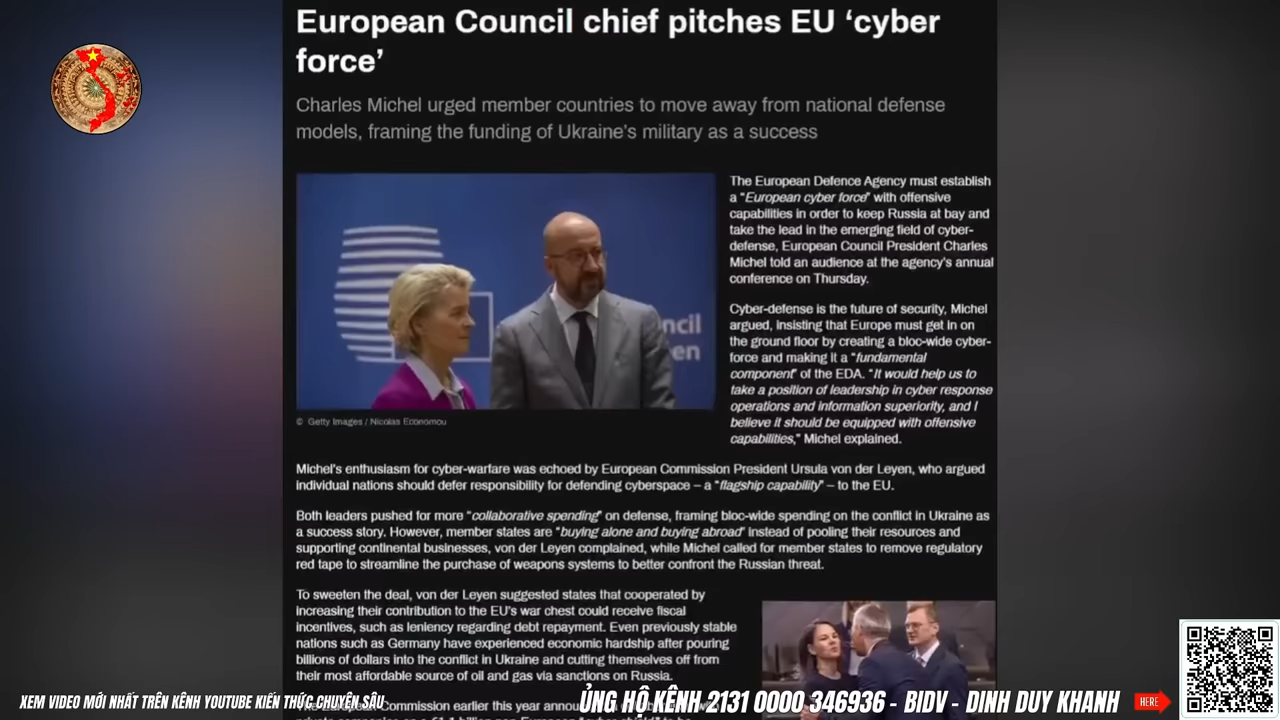 European Council chief pitches EU ‘cyber
force’
Charles Michel urged member countries to move away from national defense
models, framing the funding of Ukraine’s military as a success
The European Defence Agency must establish
a “European cyber force” with offensive
capabilities in order to keep Russia at bay and
take the lead in the emerging field of cyber-
defense, European Council President Charles
Michel told an audience at the agency’s annual
conference on Thursday.
Cyber-defense is the future of security, Michel
argued, insisting that Europe must get in on
the ground floor by creating a bloc-wide cyber-
force and making it a “fundamental
component” of the EDA. “It would help us to
take a position of leadership in cyber response
operations and information superiority, and I
believe it should be equipped with offensive
capabilities,” Michel explained.
ncil
en
© Getty Images / Nicolas Economou
Michel’s enthusiasm for cyber-warfare was echoed by European Commission President Ursula von der Leyen, who argued
individual nations should defer responsibility for defending cyberspace – a “flagship capability” – to the EU.
Both leaders pushed for more “collaborative spending” on defense, framing bloc-wide spending on the conflict in Ukraine as
a success story. However, member states are “buying alone and buying abroad” instead of pooling their resources and
supporting continental businesses, von der Leyen complained, while Michel called for member states to remove regulatory
red tape to streamline the purchase of weapons systems to better confront the Russian threat.
To sweeten the deal, von der Leyen suggested states that cooperated by
increasing their contribution to the EU’s war chest could receive fiscal
incentives, such as leniency regarding debt repayment. Even previously stable
nations such as Germany have experienced economic hardship after pouring
billions of dollars into the conflict in Ukraine and cutting themselves off from
their most affordable source of oil and gas via sanctions on Russia.
Commission earlier this year
XEM VIDEO MỚI NHẤT TRÊN KÊNH YOUTUBE KIẾN THỨC CHUYÊN SÂU
ỦNG HỘ KÊNH 2131 0000 346936 - BIDV - DINH DUY KHANH
HERE